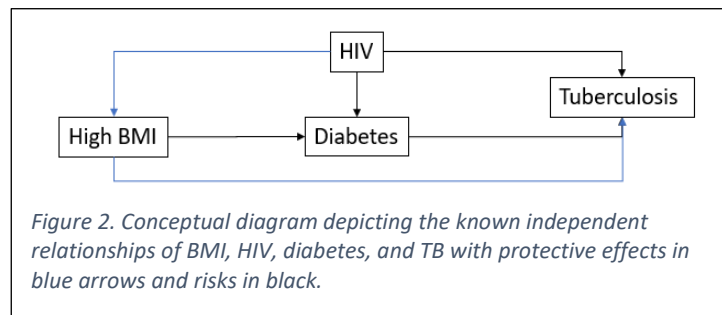 HIV
Tuberculosis
High BMI
Diabetes
Figure 2. Conceptual diagram depicting the known independent
relationships of BMI, HIV, diabetes, and TB with protective effects in
blue arrows and risks in black.